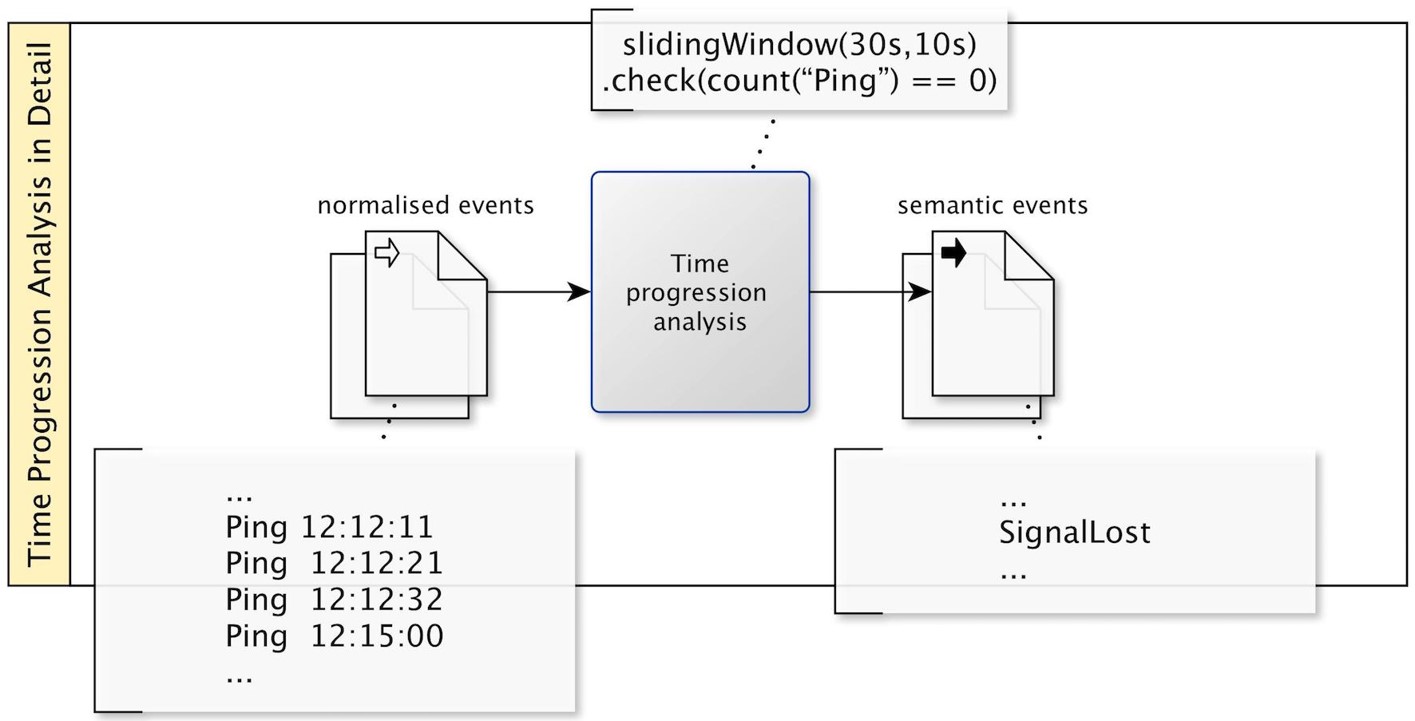 Time Progression Analysis in Detail
slidingWindow(30s,10s)
.check(count(“Ping”) == 0)
normalised events
Time
progression
analysis
semantic events
...
Ping 12:12:11
Ping 12:12:21
Ping 12:12:32
Ping 12:15:00
...
...
SignalLost
...